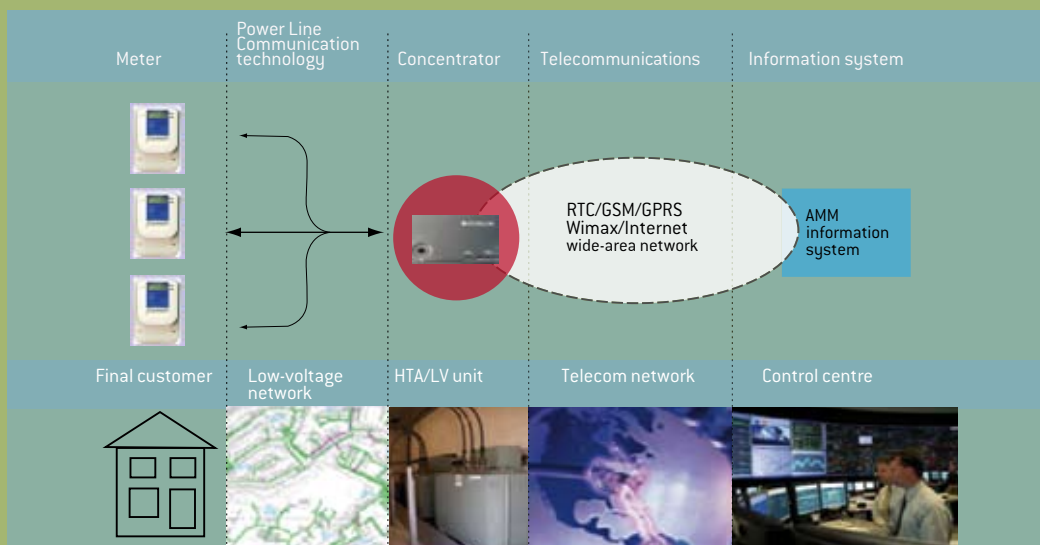 Meter
Power Line
Communication
technology
Concentrator
Telecommunications
Information system
RTC/GSM/GPRS
Wimax/Internet
wide-area network
AMM
information
system
Final customer
Low-voltage
network
HTA/LV unit
Telecom network
Control centre